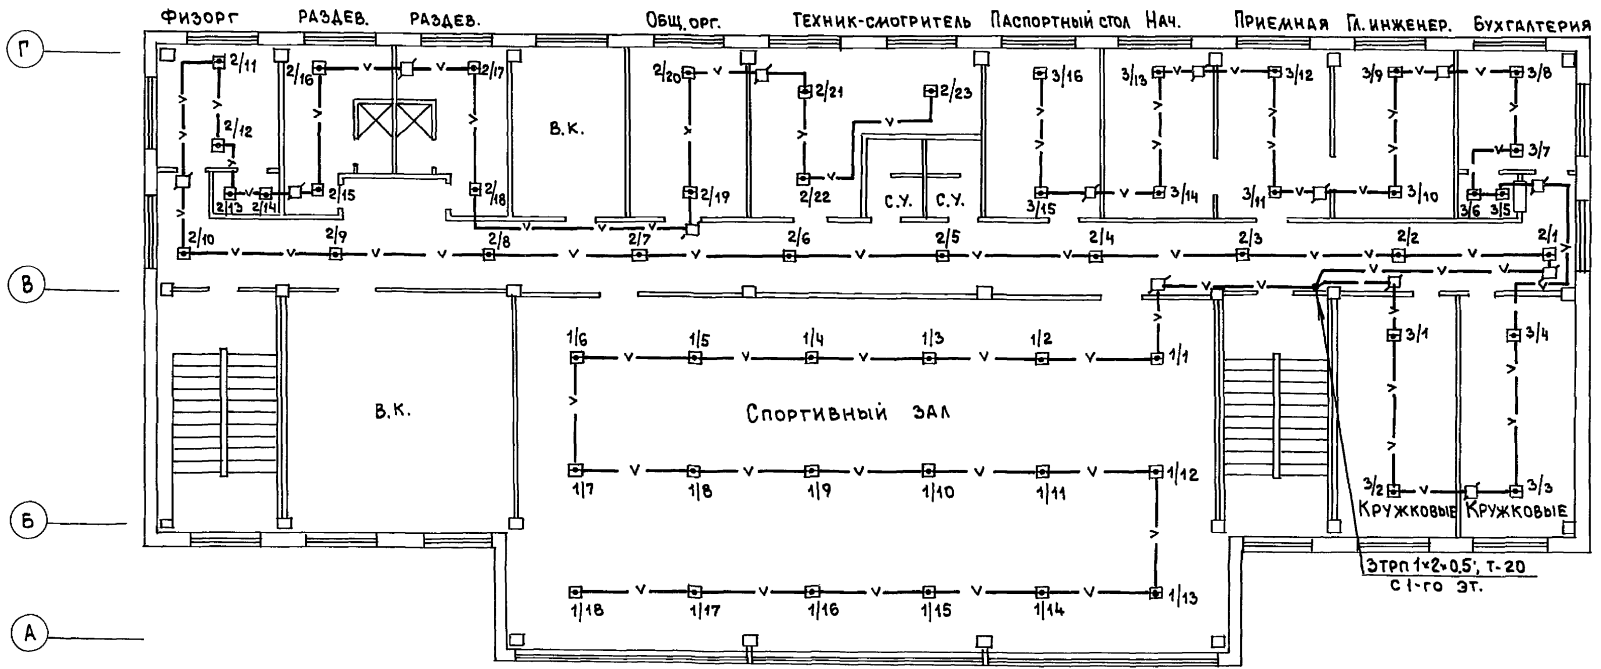 Физорг Раздев. Раздев. Общ. орг. Техник-смотритель Паспортный стол Нач. Приемная Гл. инженер. Бухгалтерия
Г
2/11 2/16 2/17 2/20 2/21 2/23 3/16 3/13 3/12 3/9 3/8
2/12 В.К. 3/7
2/13 2/14 2/15 2/18 2/19 2/22 С.У. С.У. 3/15 3/14 3/11 3/10 3/6 3/5
2/10 2/9 2/8 2/7 2/6 2/5 2/4 2/3 2/2 2/1
В
1/6 1/5 1/4 1/3 1/2 1/1 3/1 3/4
В.К. Спортивный зал
1/7 1/8 1/9 1/10 1/11 1/12 3/2 3/3
Кружковые Кружковые
Б
3ТРП 1×2×0,5; Т-20
с 1-го эт.
1/18 1/17 1/16 1/15 1/14 1/13
А